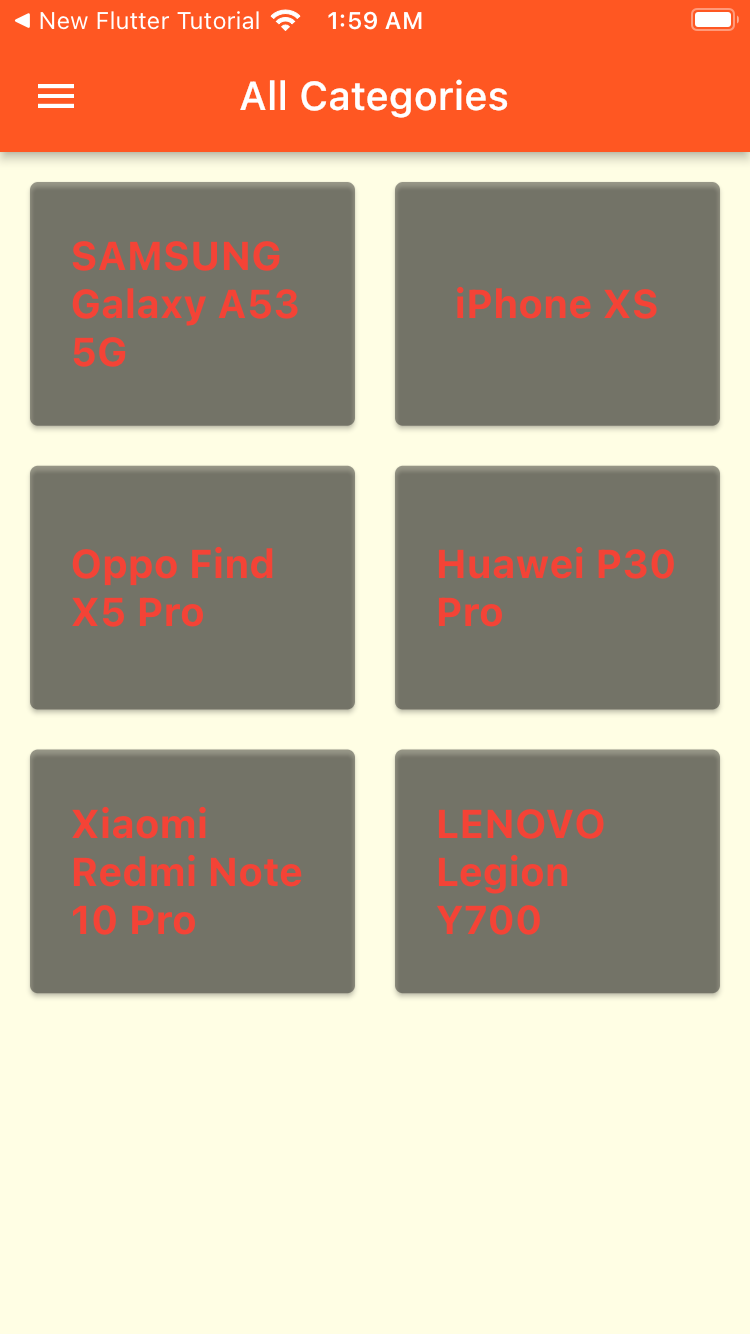 New Flutter Tutorial 1:59 AM
All Categories
SAMSUNG
Galaxy A53
5G
iPhone XS
Oppo Find
X5 Pro
Huawei P30
Pro
Xiaomi
Redmi Note
10 Pro
LENOVO
Legion
Y700